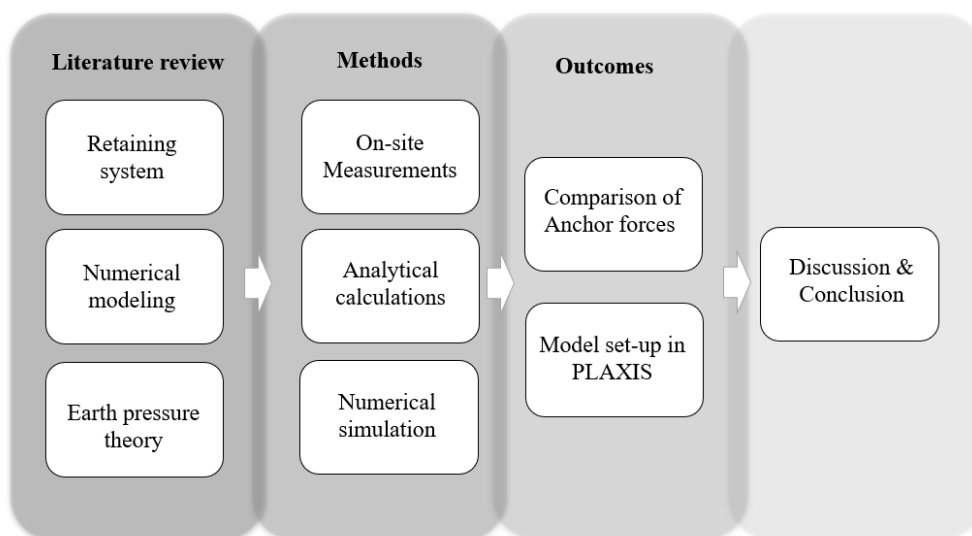 Literature review
Retaining
system
Numerical
modeling
Earth pressure
theory
Methods
On-site
Measurements
Analytical
calculations
Numerical
simulation
Outcomes
Comparison of
Anchor forces
Model set-up in
PLAXIS
Discussion &
Conclusion